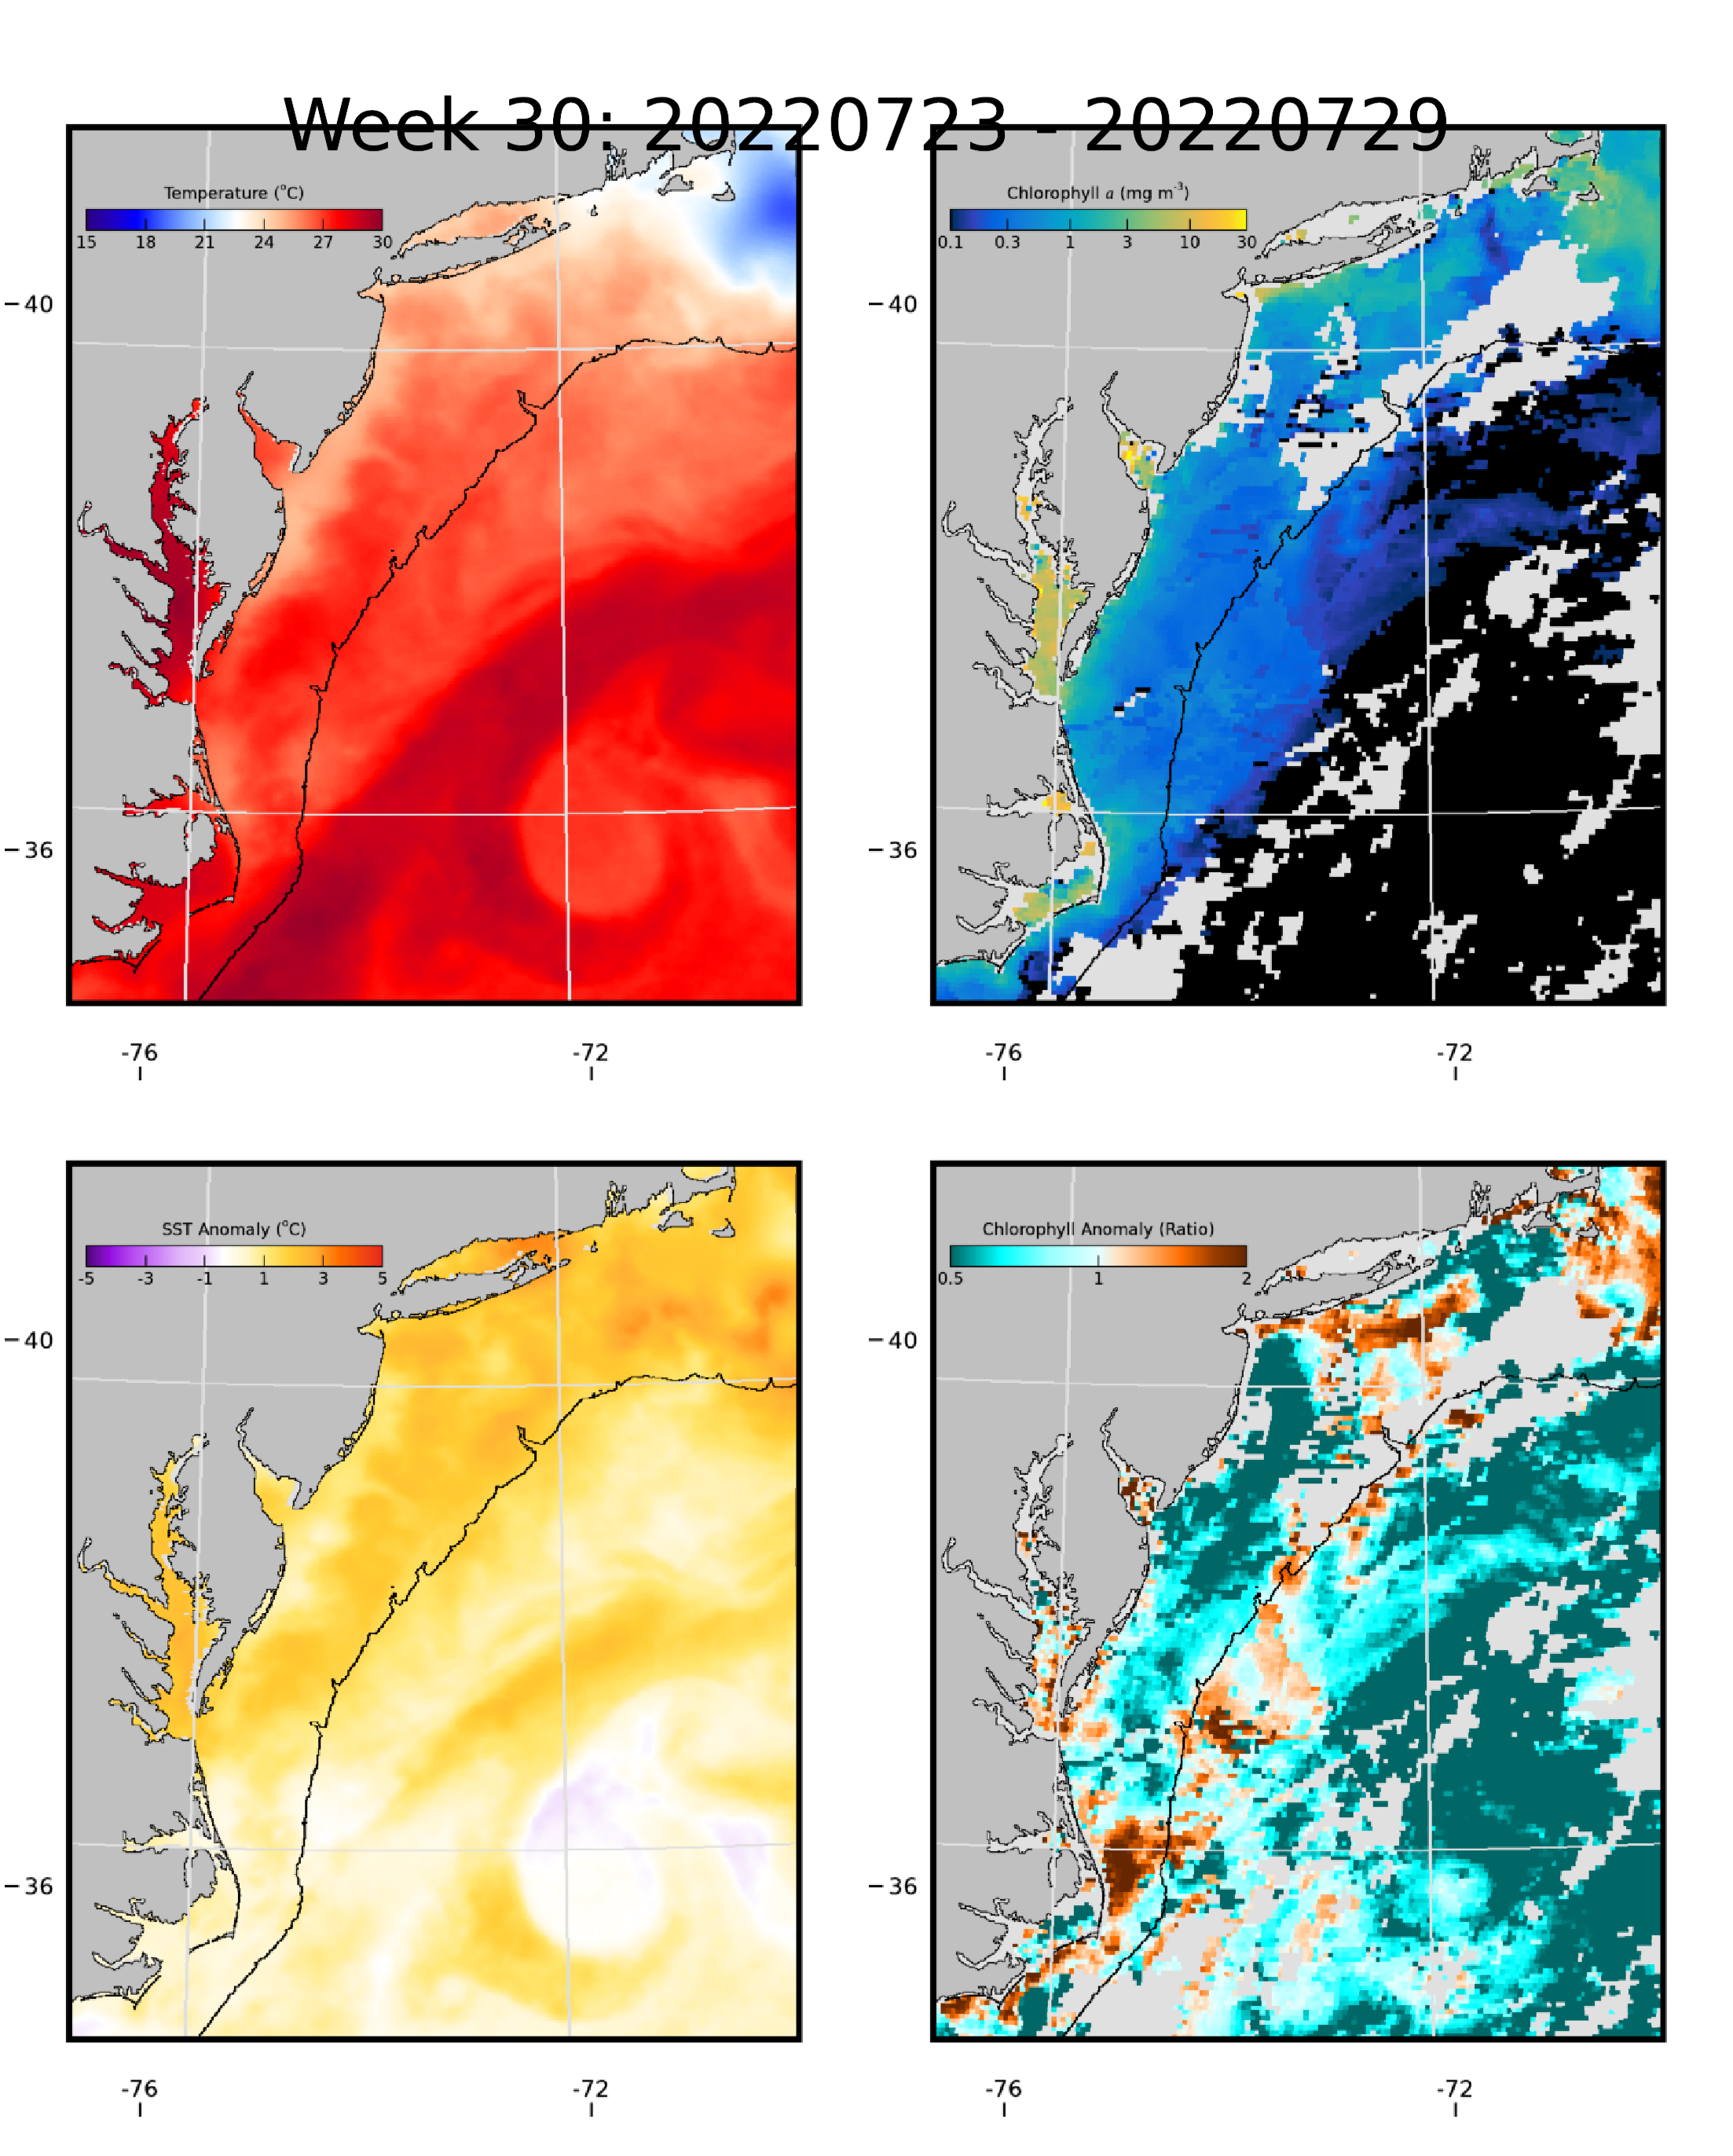 Week 30: 20220723 - 20220729
Temperature (°C)
15 18 21 24 27 30
Chlorophyll a (mg m⁻³)
0.1 0.3 1 3 10 30
−40
−36
-76
-72
−40
−36
-76
-72
SST Anomaly (°C)
-5 -3 -1 1 3 5
Chlorophyll Anomaly (Ratio)
0.5 1 2
−40
−36
-76
-72
−40
−36
-76
-72